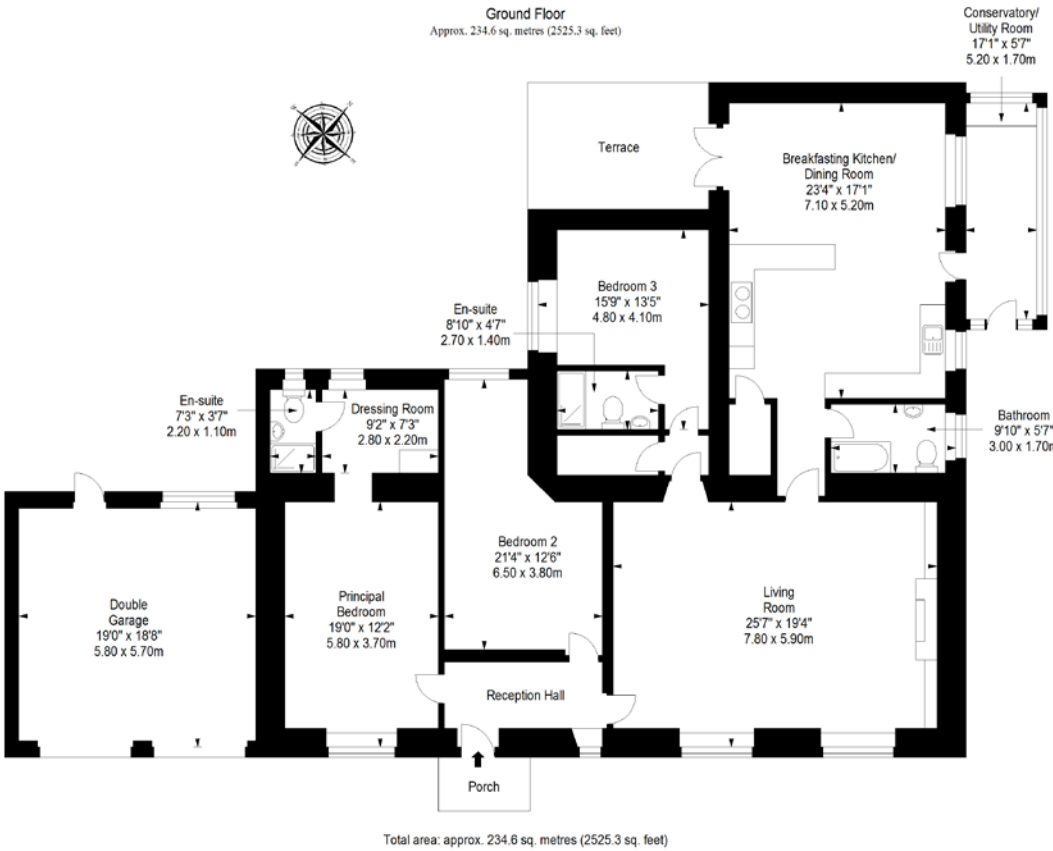 Ground Floor
Approx. 234.6 sq. metres (2525.3 sq. feet)
Conservatory/
Utility Room
17'1" x 5'7"
5.20 x 1.70m
Terrace
Breakfasting Kitchen/
Dining Room
23'4" x 17'1"
7.10 x 5.20m
Bedroom 3
15'9" x 13'5"
4.80 x 4.10m
En-suite
8'10" x 4'7"
2.70 x 1.40m
En-suite
7'3" x 3'7"
2.20 x 1.10m
Dressing Room
9'2" x 7'3"
2.80 x 2.20m
Bathroom
9'10" x 5'7"
3.00 x 1.70m
Bedroom 2
21'4" x 12'6"
6.50 x 3.80m
Double
Garage
19'0" x 18'8"
5.80 x 5.70m
Principal
Bedroom
19'0" x 12'2"
5.80 x 3.70m
Living
Room
25'7" x 19'4"
7.80 x 5.90m
Reception Hall
Porch
Total area: approx. 234.6 sq. metres (2525.3 sq. feet)